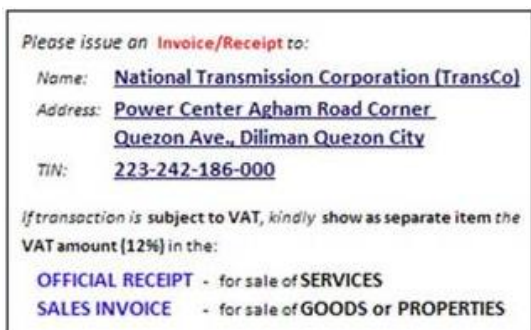 Please issue an Invoice/Receipt to:
Name: National Transmission Corporation (TransCo)
Address: Power Center Agham Road Corner
Quezon Ave., Diliman Quezon City
TIN: 223-242-186-000
If transaction is subject to VAT, kindly show as separate item the
VAT amount (12%) in the:
OFFICIAL RECEIPT - for sale of SERVICES
SALES INVOICE - for sale of GOODS or PROPERTIES